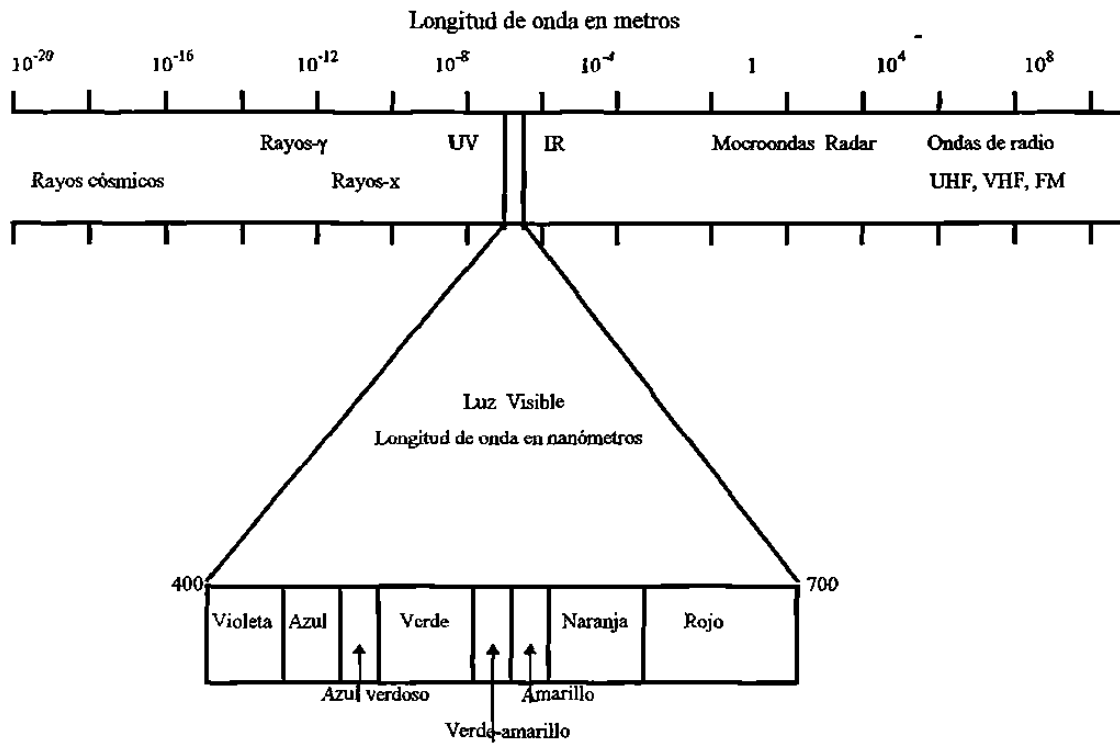 Longitud de onda en metros
10⁻²⁰ 10⁻¹⁶ 10⁻¹² 10⁻⁸ 10⁻⁴ 1 10⁴ 10⁸
Rayos-γ UV IR Mocroondas Radar Ondas de radio
Rayos cósmicos Rayos-x UHF, VHF, FM
Luz Visible
Longitud de onda en nanómetros
400 700
Violeta Azul Verde Naranja Rojo
Azul verdoso Amarillo
Verde-amarillo